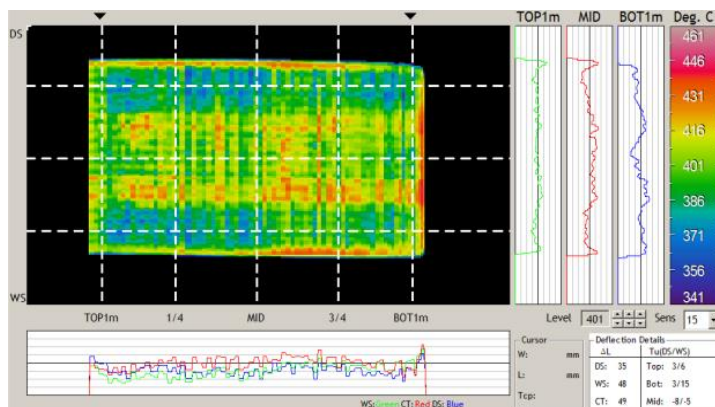 TOP1m MID BOT1m Deg. C
DS
461
446
431
416
401
386
371
356
341
WS
TOP1m 1/4 MID 3/4 BOT1m
Level 401 Sens 15
Cursor
W: mm
L: mm
Tcp:
Deflection Details
ΔL Tu(DS/WS)
DS: 35 Top: 3/6
WS: 48 Bot: 3/15
CT: 49 Mid: -8/-5
WS:Green CT:Red DS: Blue